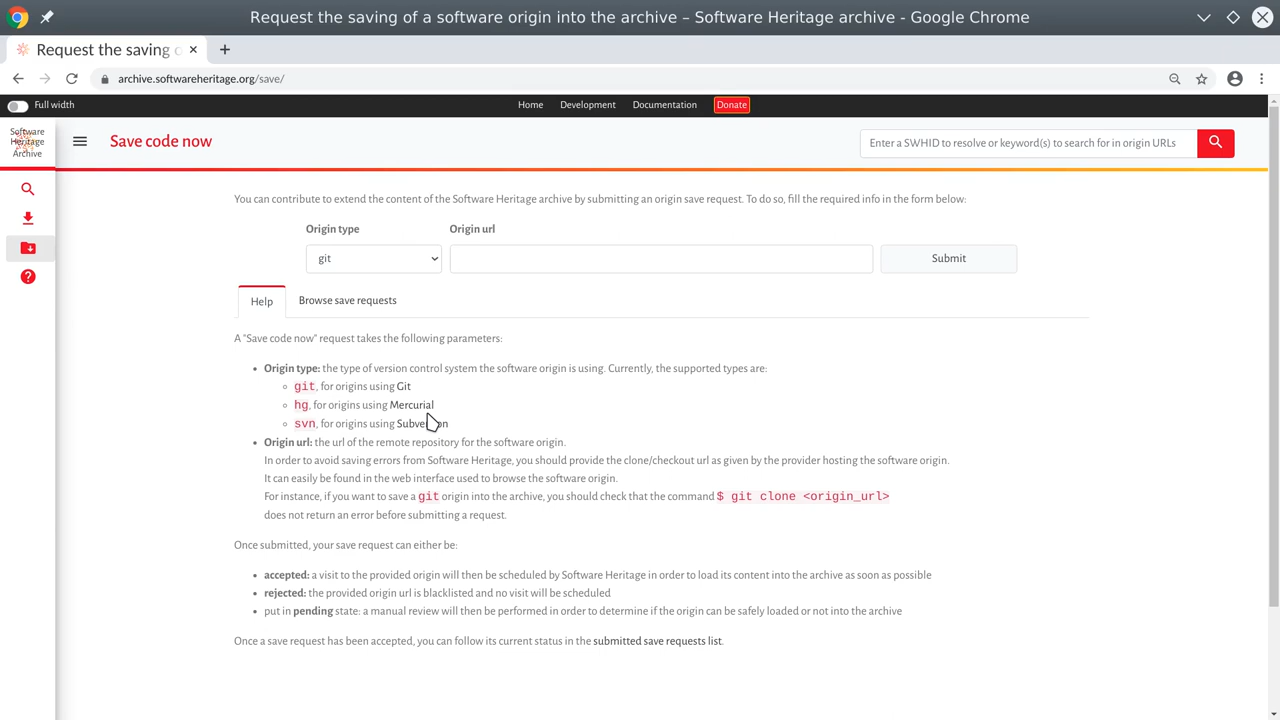 Request the saving of a software origin into the archive – Software Heritage archive - Google Chrome
Request the saving o
archive.softwareheritage.org/save/
Full width
Home Development Documentation Donate
Software Heritage Archive
Save code now
Enter a SWHID to resolve or keyword(s) to search for in origin URLs
You can contribute to extend the content of the Software Heritage archive by submitting an origin save request. To do so, fill the required info in the form below:
Origin type Origin url
git Submit
Help Browse save requests
A "Save code now" request takes the following parameters:
Origin type: the type of version control system the software origin is using. Currently, the supported types are:
git, for origins using Git
hg, for origins using Mercurial
svn, for origins using Subversion
Origin url: the url of the remote repository for the software origin.
In order to avoid saving errors from Software Heritage, you should provide the clone/checkout url as given by the provider hosting the software origin.
It can easily be found in the web interface used to browse the software origin.
For instance, if you want to save a git origin into the archive, you should check that the command $ git clone <origin_url>
does not return an error before submitting a request.
Once submitted, your save request can either be:
accepted: a visit to the provided origin will then be scheduled by Software Heritage in order to load its content into the archive as soon as possible
rejected: the provided origin url is blacklisted and no visit will be scheduled
put in pending state: a manual review will then be performed in order to determine if the origin can be safely loaded or not into the archive
Once a save request has been accepted, you can follow its current status in the submitted save requests list.